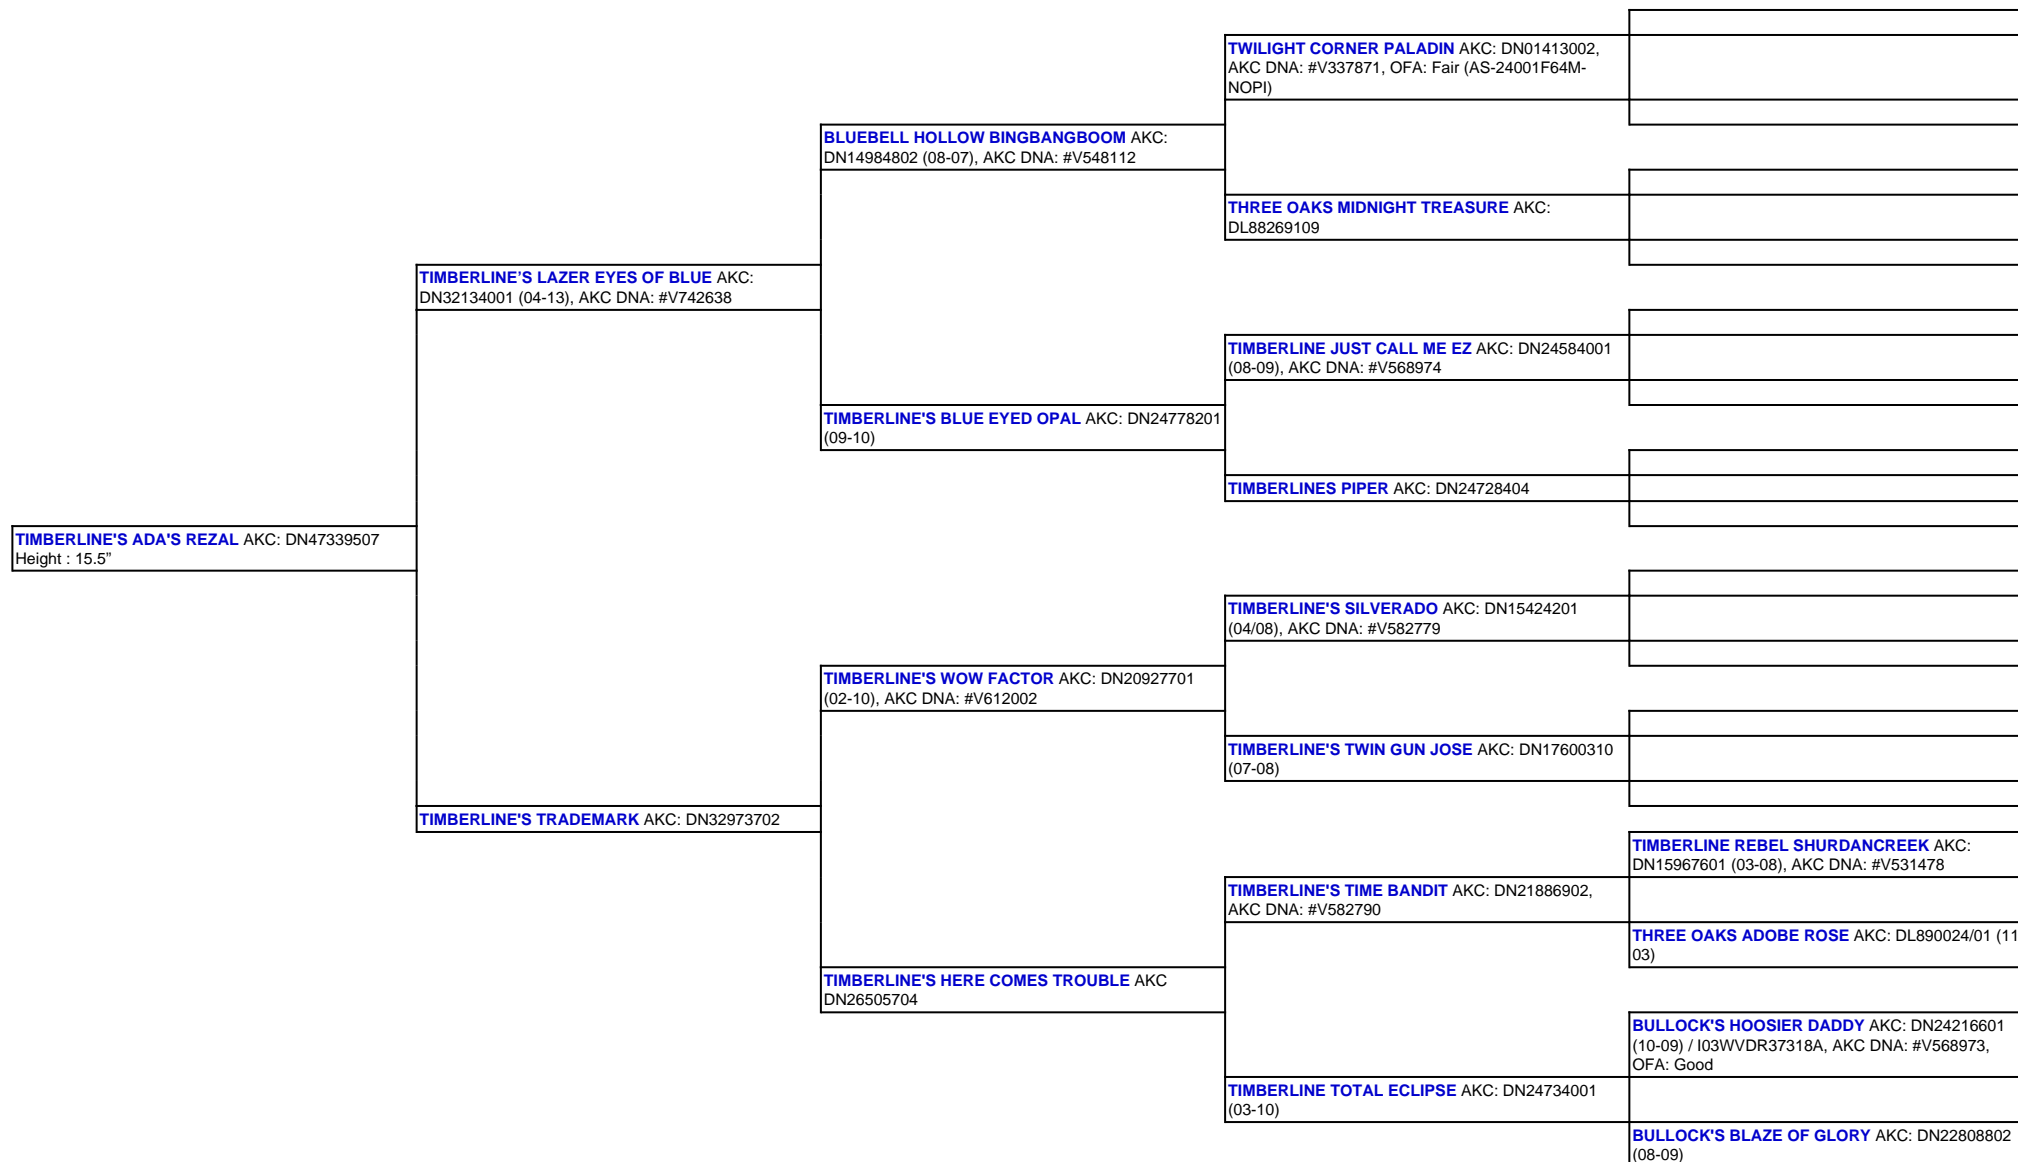 TWILIGHT CORNER PALADIN AKC: DN01413002,
AKC DNA: #V337871, OFA: Fair (AS-24001F64M-
NOPI)
BLUEBELL HOLLOW BINGBANGBOOM AKC:
DN14984802 (08-07), AKC DNA: #V548112
THREE OAKS MIDNIGHT TREASURE AKC:
DL88269109
TIMBERLINE’S LAZER EYES OF BLUE AKC:
DN32134001 (04-13), AKC DNA: #V742638
TIMBERLINE JUST CALL ME EZ AKC: DN24584001
(08-09), AKC DNA: #V568974
TIMBERLINE'S BLUE EYED OPAL AKC: DN24778201
(09-10)
TIMBERLINES PIPER AKC: DN24728404
TIMBERLINE'S ADA'S REZAL AKC: DN47339507
Height : 15.5”
TIMBERLINE'S SILVERADO AKC: DN15424201
(04/08), AKC DNA: #V582779
TIMBERLINE'S WOW FACTOR AKC: DN20927701
(02-10), AKC DNA: #V612002
TIMBERLINE'S TWIN GUN JOSE AKC: DN17600310
(07-08)
TIMBERLINE'S TRADEMARK AKC: DN32973702
TIMBERLINE REBEL SHURDANCREEK AKC:
DN15967601 (03-08), AKC DNA: #V531478
TIMBERLINE'S TIME BANDIT AKC: DN21886902,
AKC DNA: #V582790
THREE OAKS ADOBE ROSE AKC: DL890024/01 (11
03)
TIMBERLINE'S HERE COMES TROUBLE AKC
DN26505704
BULLOCK'S HOOSIER DADDY AKC: DN24216601
(10-09) / I03WVDR37318A, AKC DNA: #V568973,
OFA: Good
TIMBERLINE TOTAL ECLIPSE AKC: DN24734001
(03-10)
BULLOCK'S BLAZE OF GLORY AKC: DN22808802
(08-09)